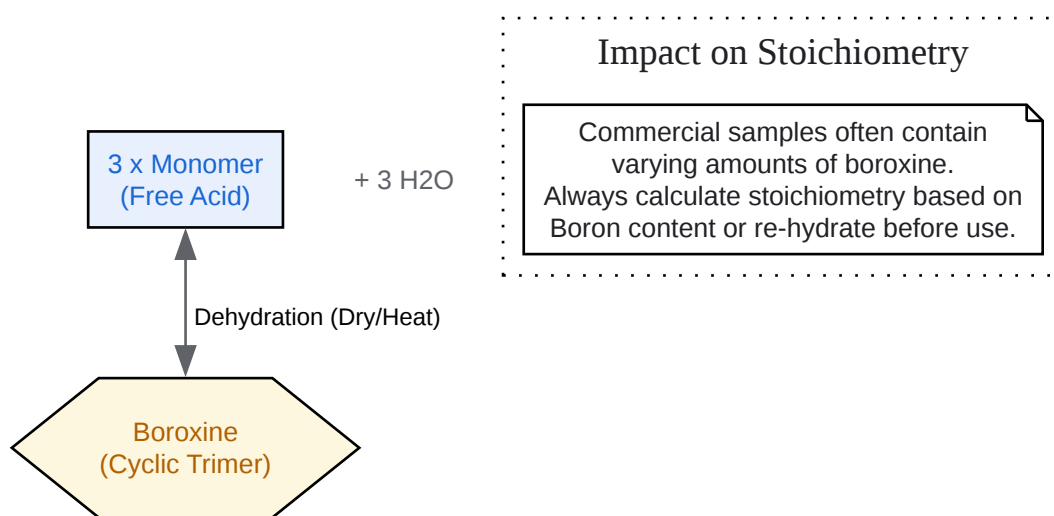 Impact on Stoichiometry
Commercial samples often contain
varying amounts of boroxine.
Always calculate stoichiometry based on
Boron content or re-hydrate before use.
3 x Monomer
(Free Acid)
+ 3 H2O
Dehydration (Dry/Heat)
Boroxine
(Cyclic Trimer)